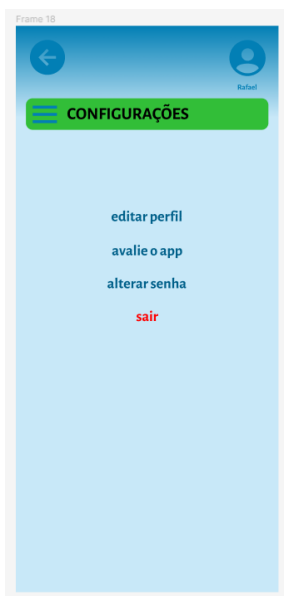 Frame 18
Rafael
CONFIGURAÇÕES
editar perfil
avalie o app
alterar senha
sair